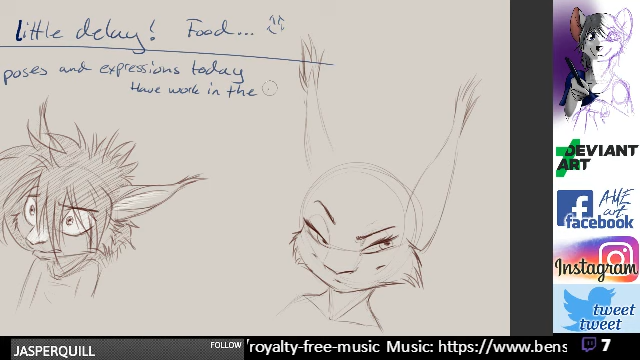 Little delay! Food...
poses and expressions today
Have work in the
DEVIANT
ART
AME
art
facebook
Instagram
tweet
tweet
JASPERQUILL
FOLLOW
/royalty-free-music Music: https://www.bens
7